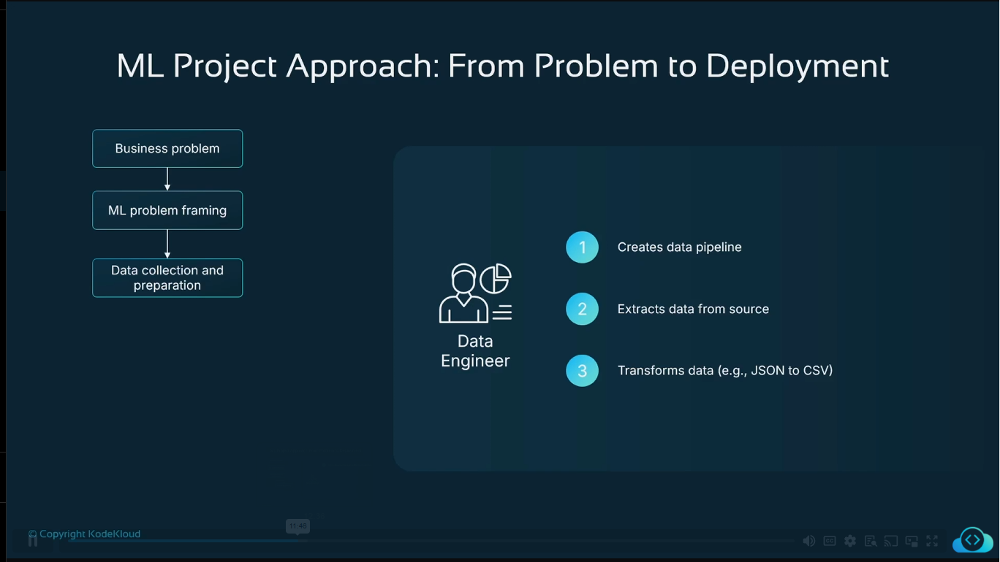 ML Project Approach: From Problem to Deployment
Business problem
ML problem framing
Data collection and
preparation
Data
Engineer
1
Creates data pipeline
2
Extracts data from source
3
Transforms data (e.g., JSON to CSV)
11:46
© Copyright KodeKloud
CC